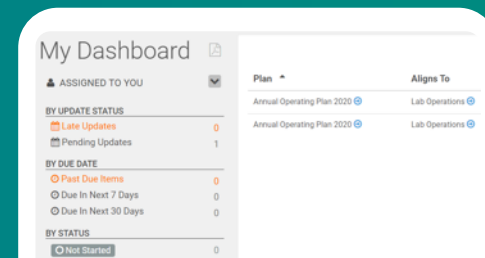 My Dashboard
ASSIGNED TO YOU
BY UPDATE STATUS
Late Updates 0
Pending Updates 1
BY DUE DATE
Past Due Items 0
Due In Next 7 Days 0
Due In Next 30 Days 0
BY STATUS
Not Started 0
Plan Aligns To
Annual Operating Plan 2020 Lab Operations
Annual Operating Plan 2020 Lab Operations